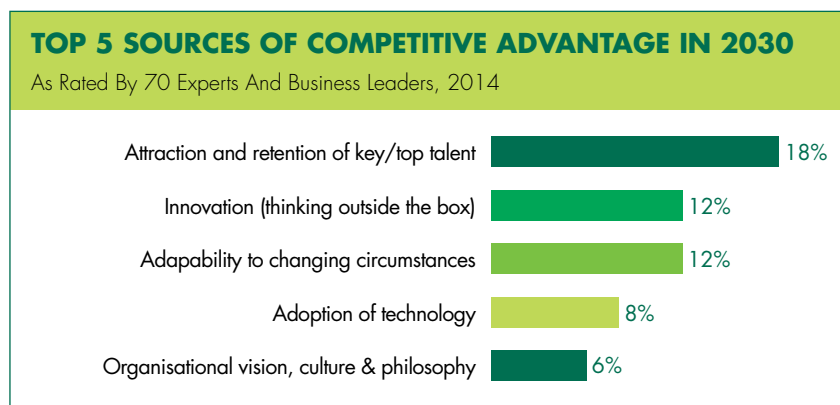 TOP 5 SOURCES OF COMPETITIVE ADVANTAGE IN 2030
As Rated By 70 Experts And Business Leaders, 2014
Attraction and retention of key/top talent 18%
Innovation (thinking outside the box) 12%
Adapability to changing circumstances 12%
Adoption of technology 8%
Organisational vision, culture & philosophy 6%